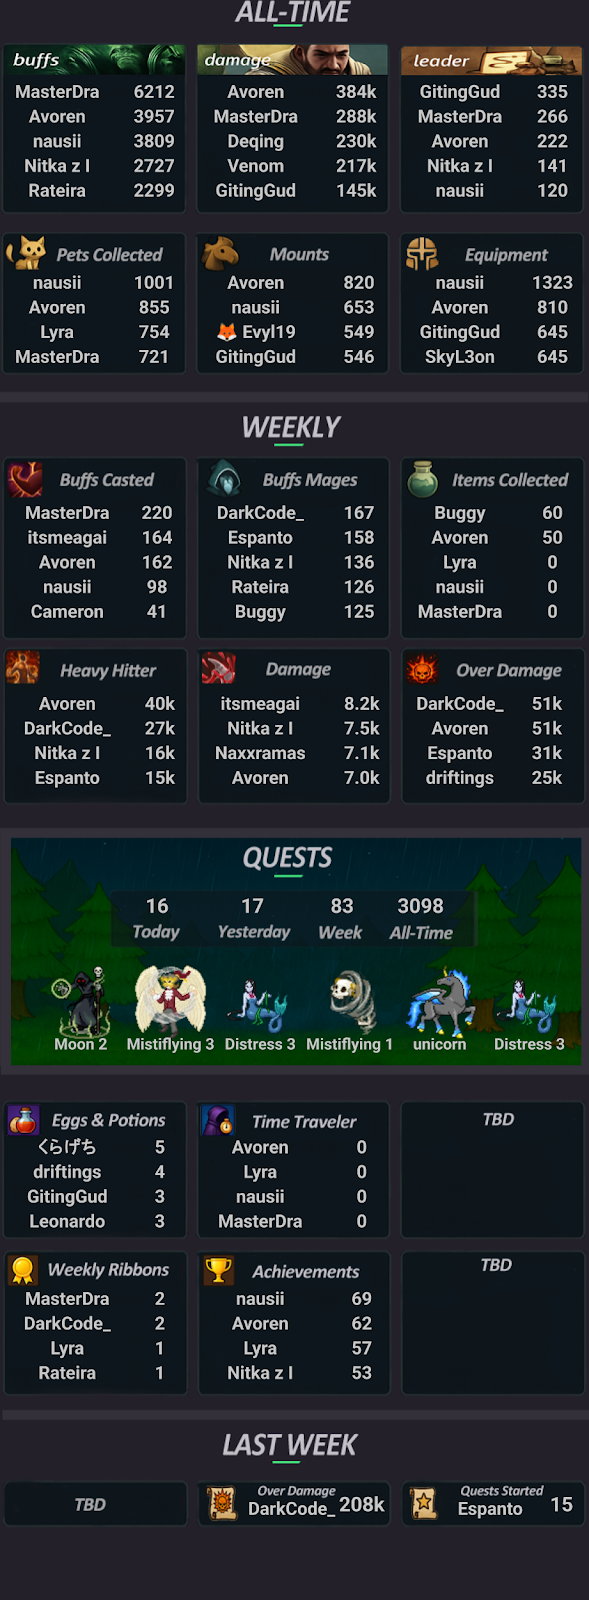 ALL-TIME
buffs
MasterDra 6212
Avoren 3957
nausii 3809
Nitka z l 2727
Rateira 2299
damage
Avoren 384k
MasterDra 288k
Deqing 230k
Venom 217k
GitingGud 145k
leader
GitingGud 335
MasterDra 266
Avoren 222
Nitka z l 141
nausii 120
Pets Collected
nausii 1001
Avoren 855
Lyra 754
MasterDra 721
Mounts
Avoren 820
nausii 653
🦊 Evyl19 549
GitingGud 546
Equipment
nausii 1323
Avoren 810
GitingGud 645
SkyL3on 645
WEEKLY
Buffs Casted
MasterDra 220
itsmeagai 164
Avoren 162
nausii 98
Cameron 41
Buffs Mages
DarkCode_ 167
Espanto 158
Nitka z l 136
Rateira 126
Buggy 125
Items Collected
Buggy 60
Avoren 50
Lyra 0
nausii 0
MasterDra 0
Heavy Hitter
Avoren 40k
DarkCode_ 27k
Nitka z l 16k
Espanto 15k
Damage
itsmeagai 8.2k
Nitka z l 7.5k
Naxxramas 7.1k
Avoren 7.0k
Over Damage
DarkCode_ 51k
Avoren 51k
Espanto 31k
driftings 25k
QUESTS
16 17 83 3098
Today Yesterday Week All-Time
Moon 2 Mistiflying 3 Distress 3 Mistiflying 1 unicorn Distress 3
Eggs & Potions
くらげち 5
driftings 4
GitingGud 3
Leonardo 3
Time Traveler
Avoren 0
Lyra 0
nausii 0
MasterDra 0
TBD
Weekly Ribbons
MasterDra 2
DarkCode_ 2
Lyra 1
Rateira 1
Achievements
nausii 69
Avoren 62
Lyra 57
Nitka z l 53
TBD
LAST WEEK
TBD
Over Damage
DarkCode_ 208k
Quests Started
Espanto 15